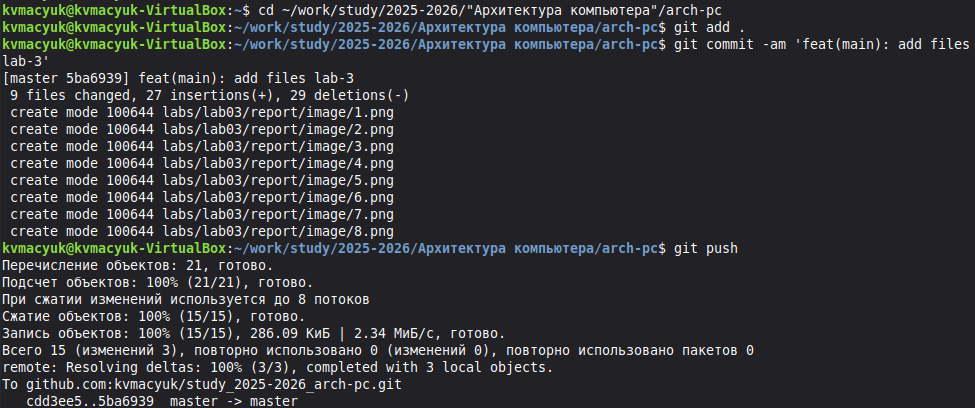 kvmacyuk@kvmacyuk-VirtualBox:~$ cd ~/work/study/2025-2026/"Архитектура компьютера"/arch-pc
kvmacyuk@kvmacyuk-VirtualBox:~/work/study/2025-2026/Архитектура компьютера/arch-pc$ git add .
kvmacyuk@kvmacyuk-VirtualBox:~/work/study/2025-2026/Архитектура компьютера/arch-pc$ git commit -am 'feat(main): add files
lab-3'
[master 5ba6939] feat(main): add files lab-3
 9 files changed, 27 insertions(+), 29 deletions(-)
 create mode 100644 labs/lab03/report/image/1.png
 create mode 100644 labs/lab03/report/image/2.png
 create mode 100644 labs/lab03/report/image/3.png
 create mode 100644 labs/lab03/report/image/4.png
 create mode 100644 labs/lab03/report/image/5.png
 create mode 100644 labs/lab03/report/image/6.png
 create mode 100644 labs/lab03/report/image/7.png
 create mode 100644 labs/lab03/report/image/8.png
kvmacyuk@kvmacyuk-VirtualBox:~/work/study/2025-2026/Архитектура компьютера/arch-pc$ git push
Перечисление объектов: 21, готово.
Подсчет объектов: 100% (21/21), готово.
При сжатии изменений используется до 8 потоков
Сжатие объектов: 100% (15/15), готово.
Запись объектов: 100% (15/15), 286.09 КиБ | 2.34 МиБ/с, готово.
Всего 15 (изменений 3), повторно использовано 0 (изменений 0), повторно использовано пакетов 0
remote: Resolving deltas: 100% (3/3), completed with 3 local objects.
To github.com:kvmacyuk/study_2025-2026_arch-pc.git
   cdd3ee5..5ba6939  master -> master